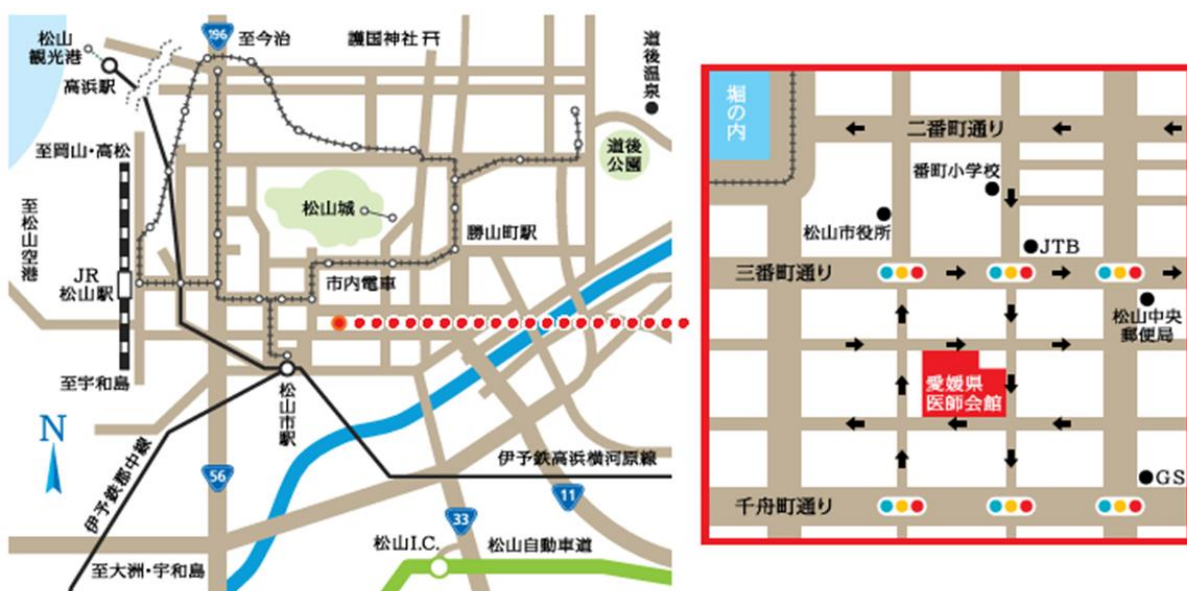 松山
観光港
高浜駅
196
至今治
護国神社
道後温泉
道後
公園
至岡山・高松
至松山空港
松山城
勝山町駅
JR
松山駅
市内電車
至宇和島
松山市駅
N
伊予鉄郡中線
56
伊予鉄高浜横河原線
11
33
松山I.C.
松山自動車道
至大洲・宇和島
堀の内
二番町通り
番町小学校
松山市役所
JTB
三番町通り
松山中央
郵便局
愛媛県
医師会館
GS
千舟町通り